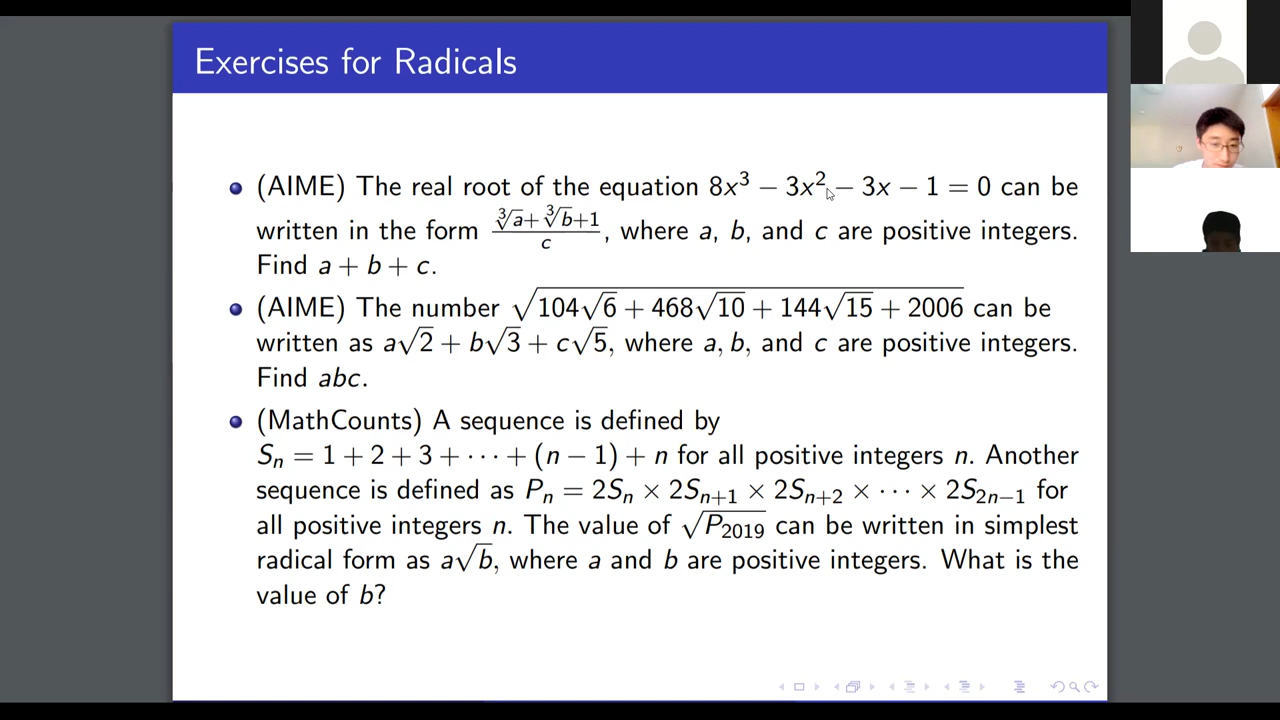 Exercises for Radicals
(AIME) The real root of the equation 8x³ − 3x² − 3x − 1 = 0 can be
written in the form (∛a + ∛b + 1)/c, where a, b, and c are positive integers.
Find a + b + c.
(AIME) The number √(104√6 + 468√10 + 144√15 + 2006) can be
written as a√2 + b√3 + c√5, where a, b, and c are positive integers.
Find abc.
(MathCounts) A sequence is defined by
Sₙ = 1 + 2 + 3 + ··· + (n − 1) + n for all positive integers n. Another
sequence is defined as Pₙ = 2Sₙ × 2Sₙ₊₁ × 2Sₙ₊₂ × ··· × 2S₂ₙ₋₁ for
all positive integers n. The value of √P₂₀₁₉ can be written in simplest
radical form as a√b, where a and b are positive integers. What is the
value of b?